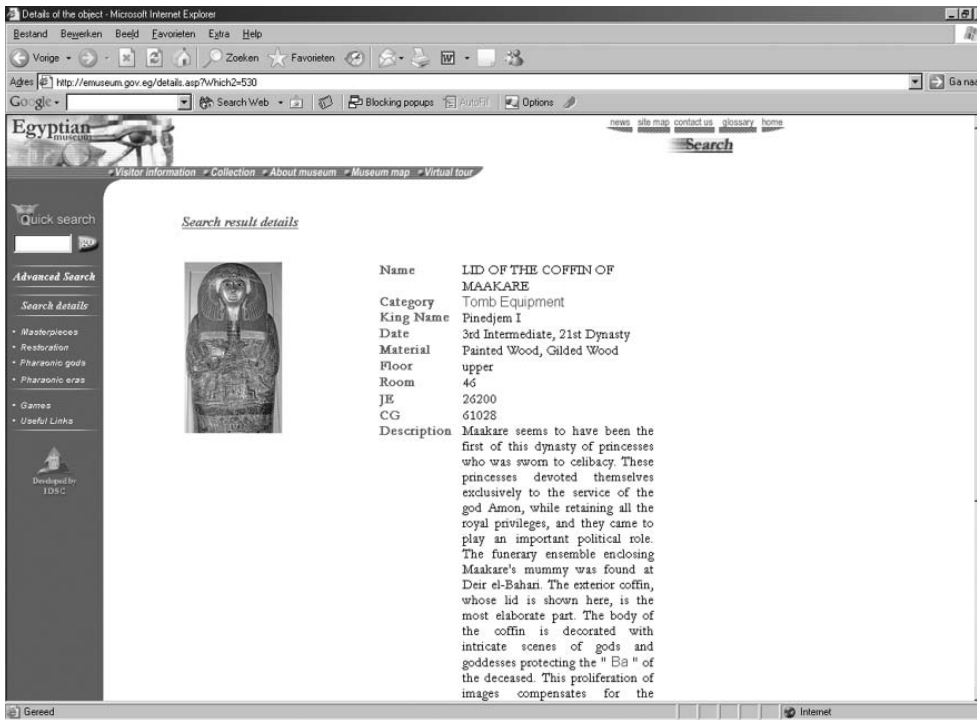 Details of the object - Microsoft Internet Explorer
Bestand Bewerken Beeld Favorieten Extra Help
Vorige Zoeken Favorieten
Adres http://emuseum.gov.eg/details.asp?Which2=530 Ga naa
Google Search Web Blocking popups AutoFill Options
Egyptian museum
news site map contact us glossary home
Search
Visitor information Collection About museum Museum map Virtual tour
Quick search
go
Advanced Search
Search details
• Masterpieces
• Restoration
• Pharaonic gods
• Pharaonic eras
• Games
• Useful Links
Developed by
IDSC
Search result details
Name LID OF THE COFFIN OF
MAAKARE
Category Tomb Equipment
King Name Pinedjem I
Date 3rd Intermediate, 21st Dynasty
Material Painted Wood, Gilded Wood
Floor upper
Room 46
JE 26200
CG 61028
Description Maakare seems to have been the
first of this dynasty of princesses
who was sworn to celibacy. These
princesses devoted themselves
exclusively to the service of the
god Amon, while retaining all the
royal privileges, and they came to
play an important political role.
The funerary ensemble enclosing
Maakare's mummy was found at
Deir el-Bahari. The exterior coffin,
whose lid is shown here, is the
most elaborate part. The body of
the coffin is decorated with
intricate scenes of gods and
goddesses protecting the " Ba " of
the deceased. This proliferation of
images compensates for the
Gereed Internet